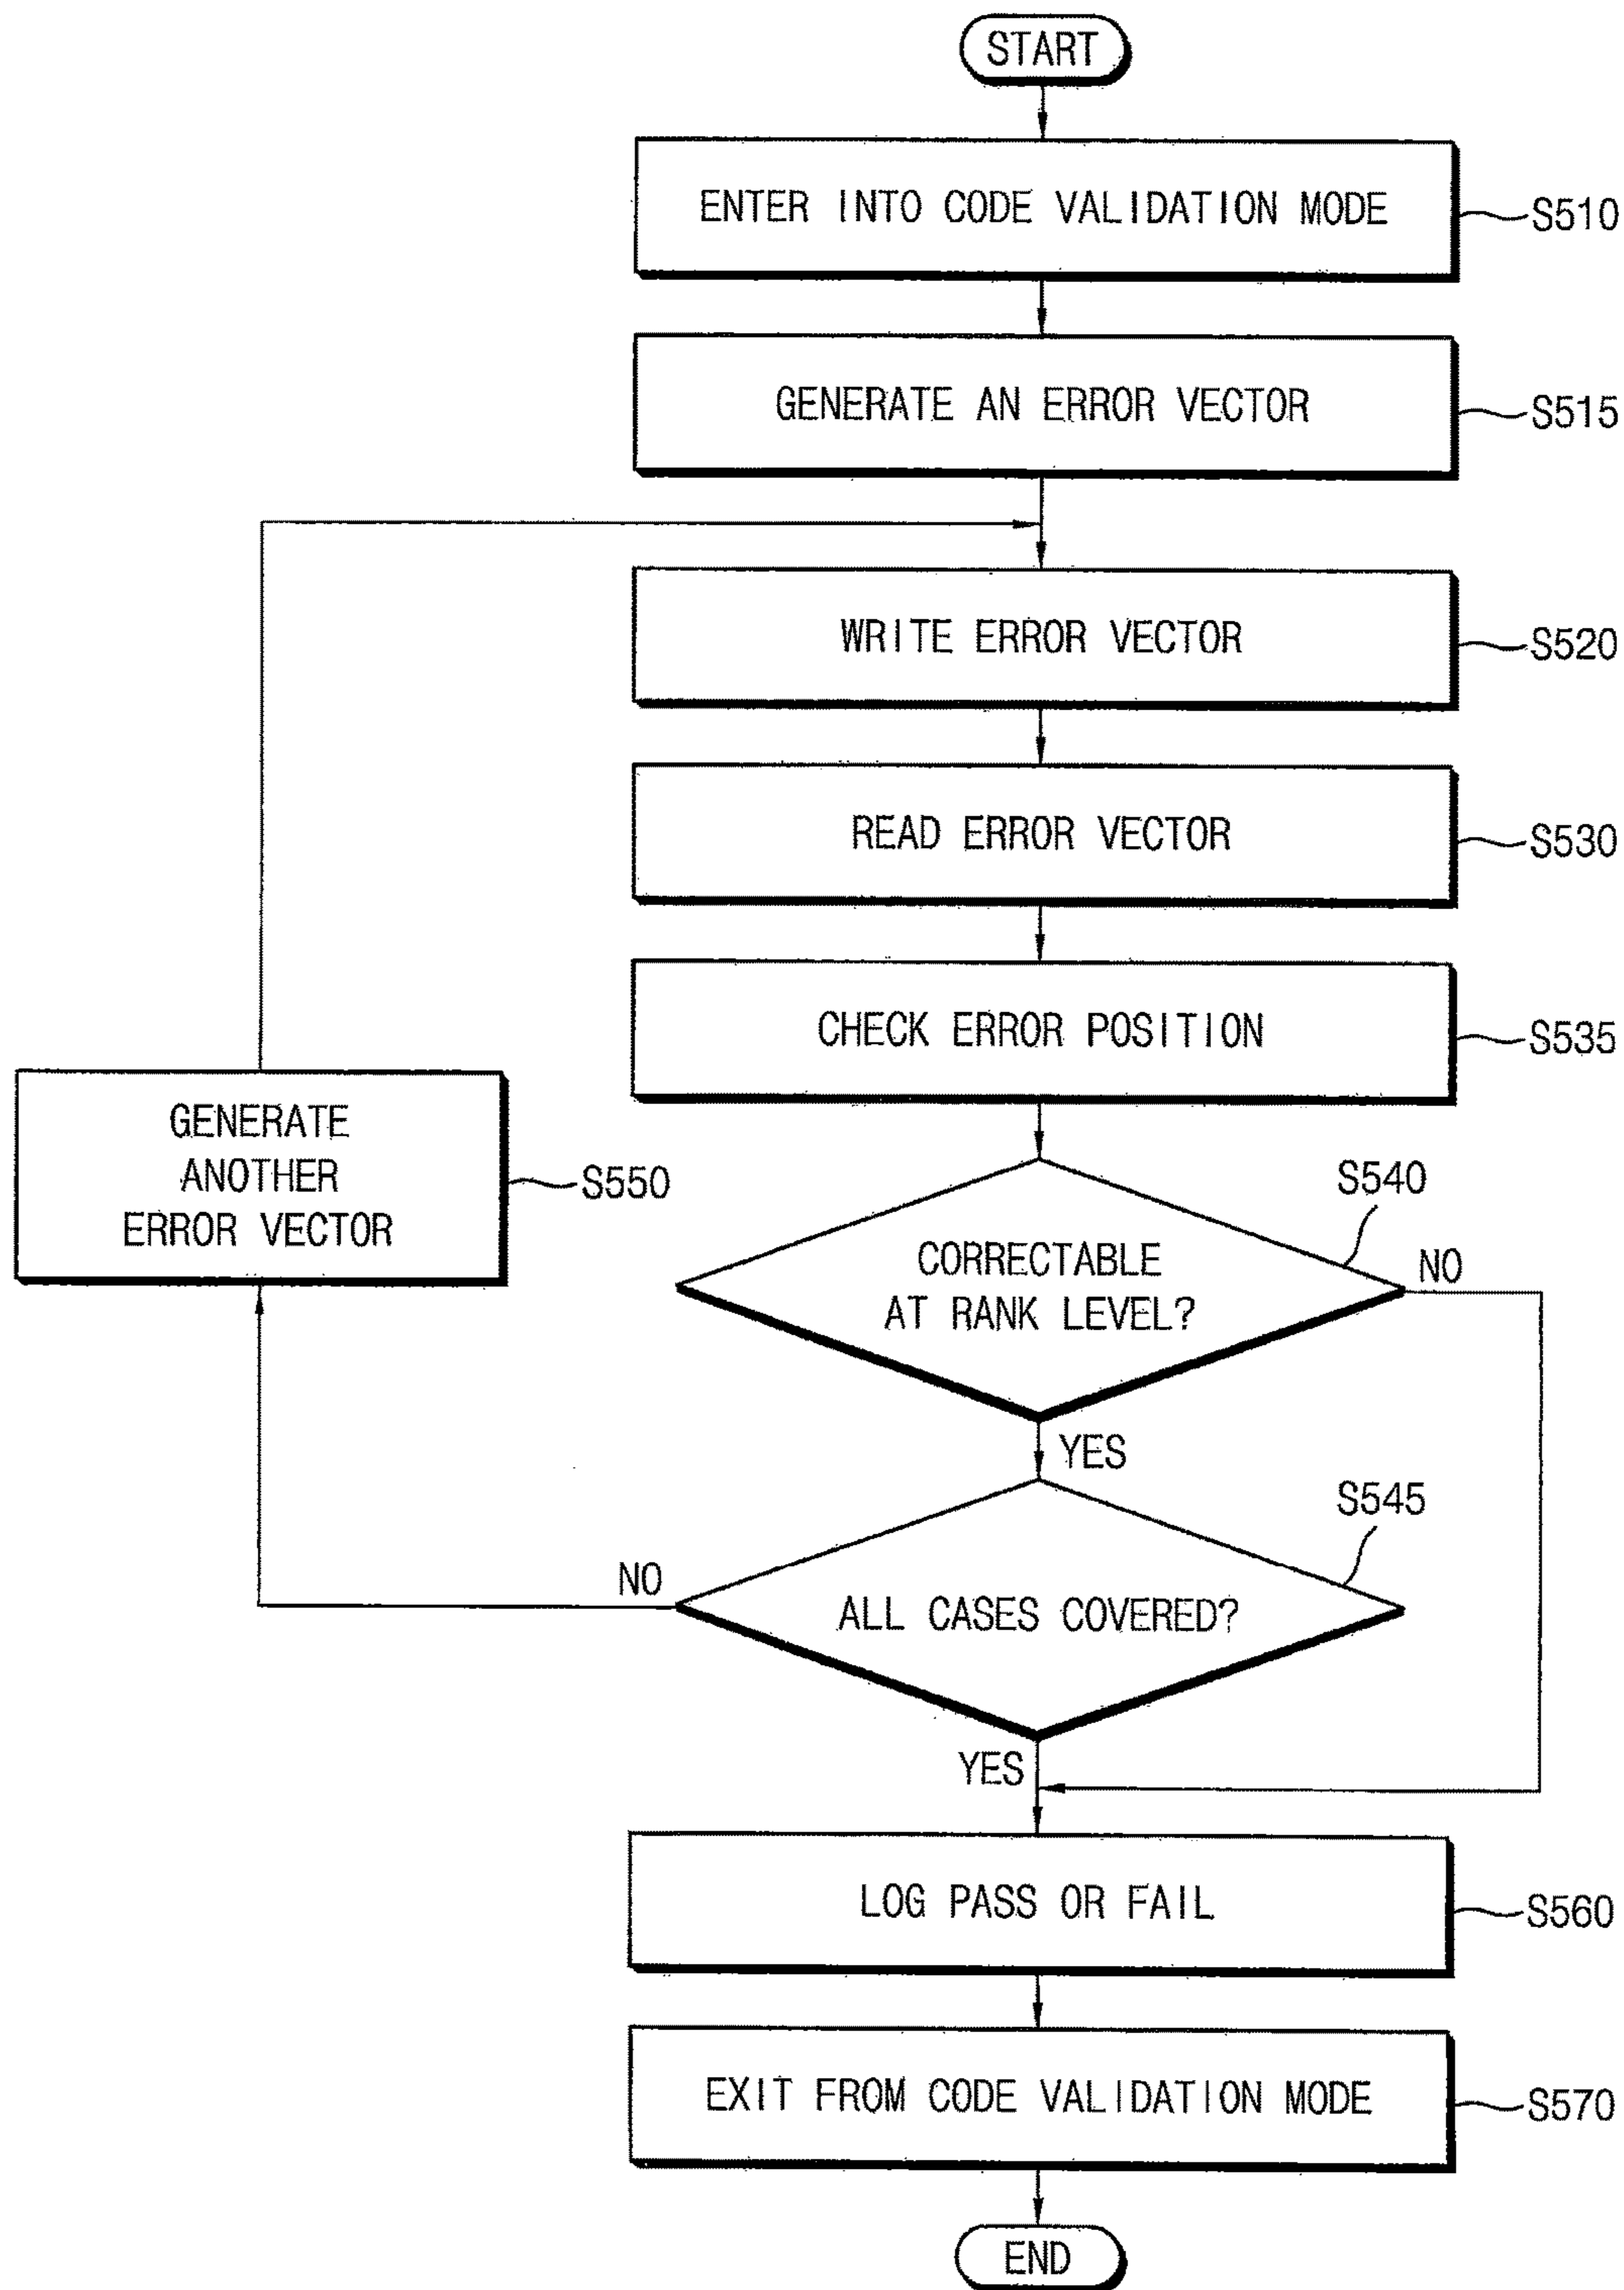 START
ENTER INTO CODE VALIDATION MODE
S510
GENERATE AN ERROR VECTOR
S515
WRITE ERROR VECTOR
S520
READ ERROR VECTOR
S530
CHECK ERROR POSITION
S535
GENERATE
ANOTHER
ERROR VECTOR
S550
S540
CORRECTABLE
AT RANK LEVEL?
NO
YES
S545
NO
ALL CASES COVERED?
YES
LOG PASS OR FAIL
S560
EXIT FROM CODE VALIDATION MODE
S570
END